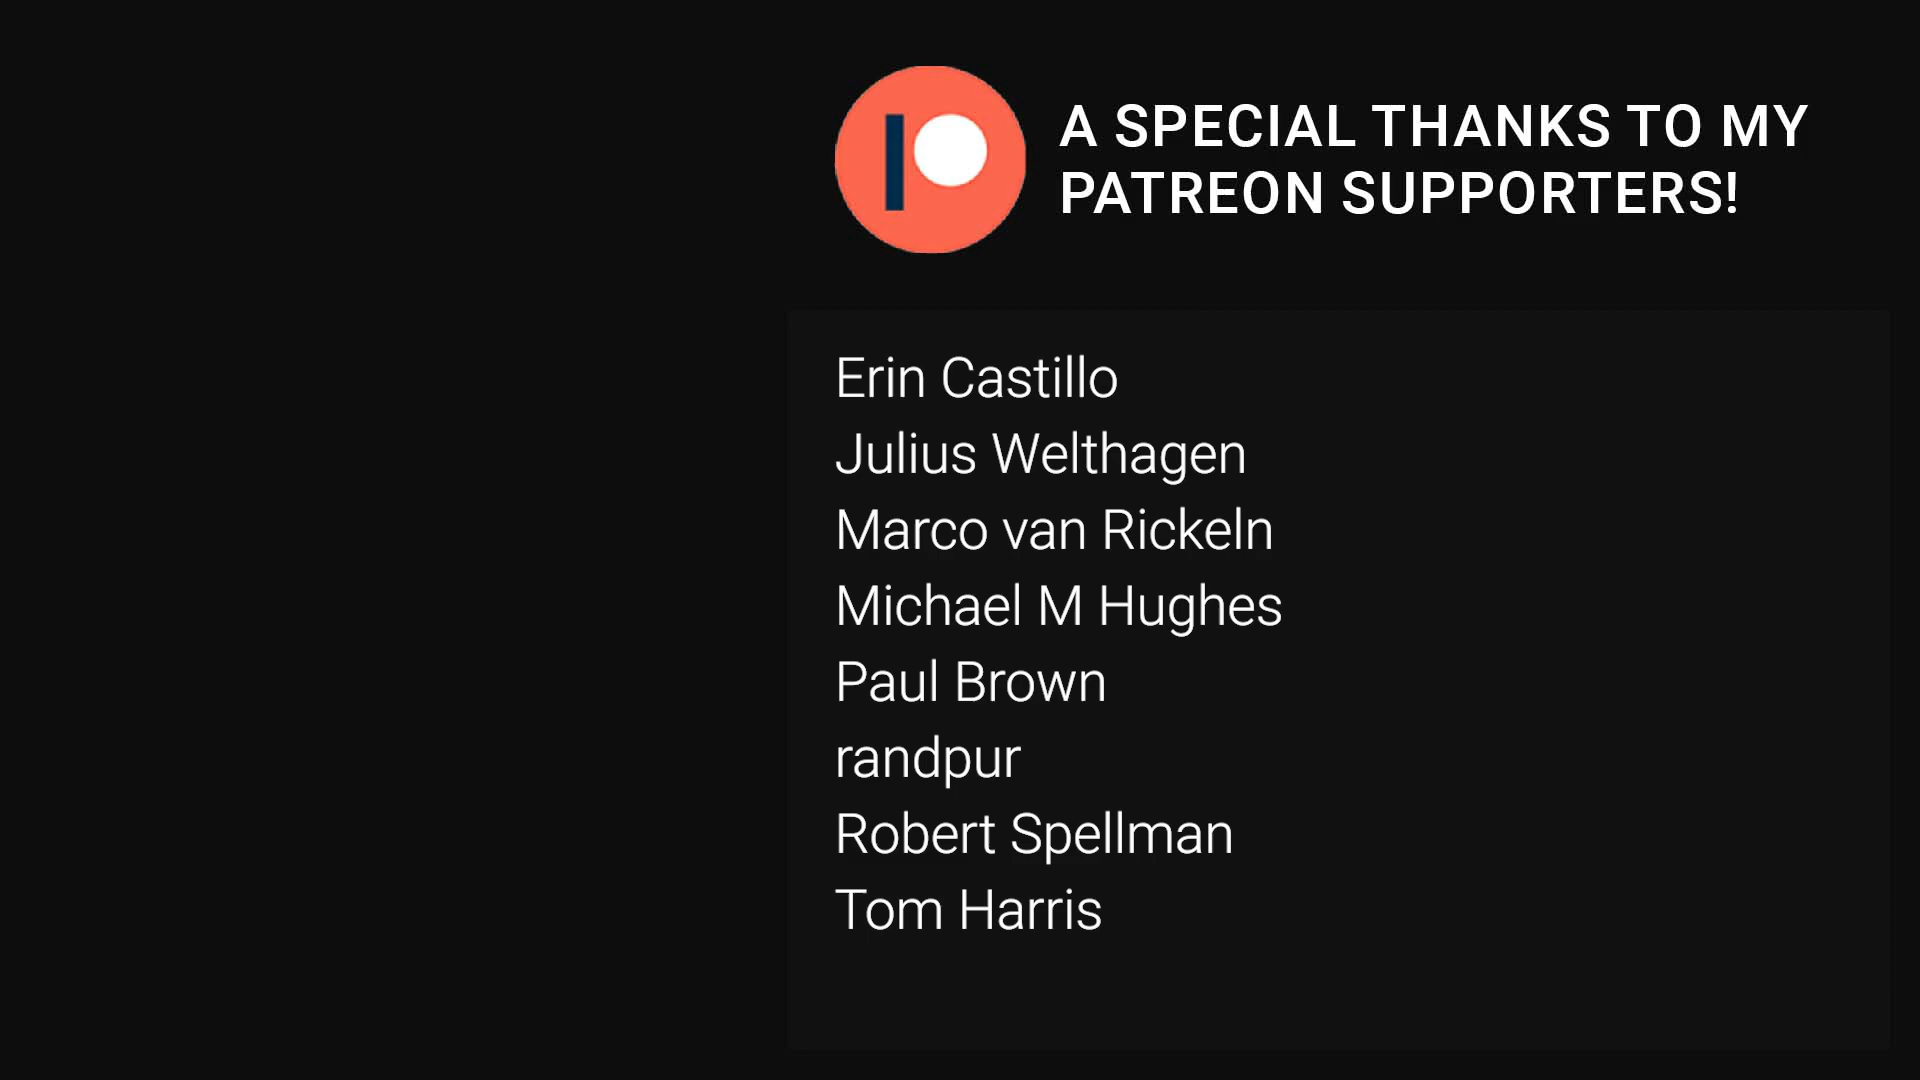 A SPECIAL THANKS TO MY
PATREON SUPPORTERS!
Erin Castillo
Julius Welthagen
Marco van Rickeln
Michael M Hughes
Paul Brown
randpur
Robert Spellman
Tom Harris